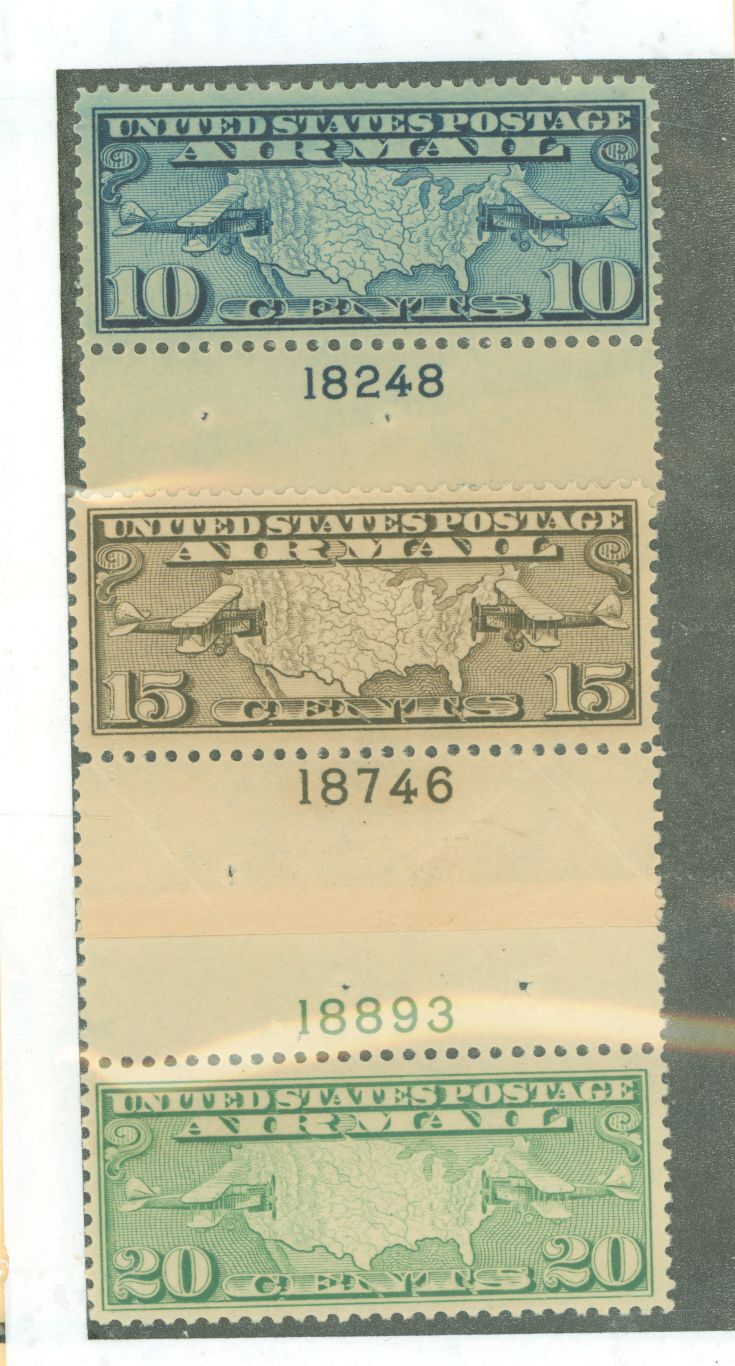 UNITED STATES POSTAGE
AIR MAIL
10 CENTS 10
18248
UNITED STATES POSTAGE
AIR MAIL
15 CENTS 15
18746
18893
UNITED STATES POSTAGE
AIR MAIL
20 CENTS 20